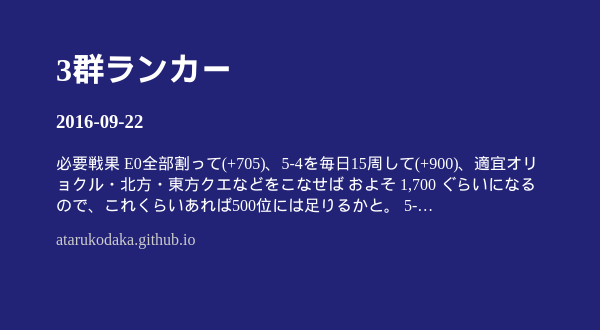 3群ランカー
2016-09-22
必要戦果 E0全部割って(+705)、5-4を毎日15周して(+900)、適宜オリ
ョクル・北方・東方クエなどをこなせば およそ 1,700 ぐらいになる
ので、これくらいあれば500位には足りるかと。 5-…
atarukodaka.github.io